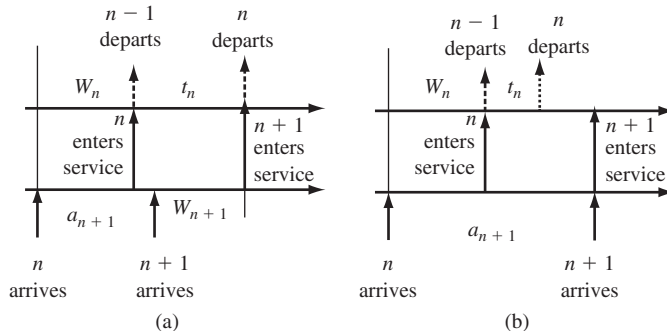 n − 1
departs
n
departs
W_n
t_n
n
enters
service
n + 1
enters
service
a_{n+1}
W_{n+1}
n
arrives
n + 1
arrives
(a)
n − 1
departs
n
departs
W_n
t_n
n
enters
service
n + 1
enters
service
a_{n+1}
n
arrives
n + 1
arrives
(b)